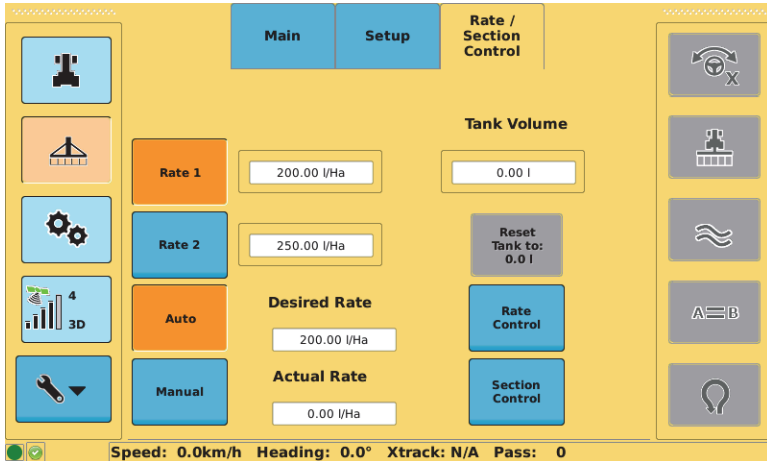 Main
Setup
Rate /
Section
Control
X
Tank Volume
Rate 1
200.00 l/Ha
0.00 l
Rate 2
250.00 l/Ha
Reset
Tank to:
0.0 l
4
3D
Auto
Desired Rate
200.00 l/Ha
Rate
Control
A B
Manual
Actual Rate
0.00 l/Ha
Section
Control
Speed: 0.0km/h Heading: 0.0° Xtrack: N/A Pass: 0